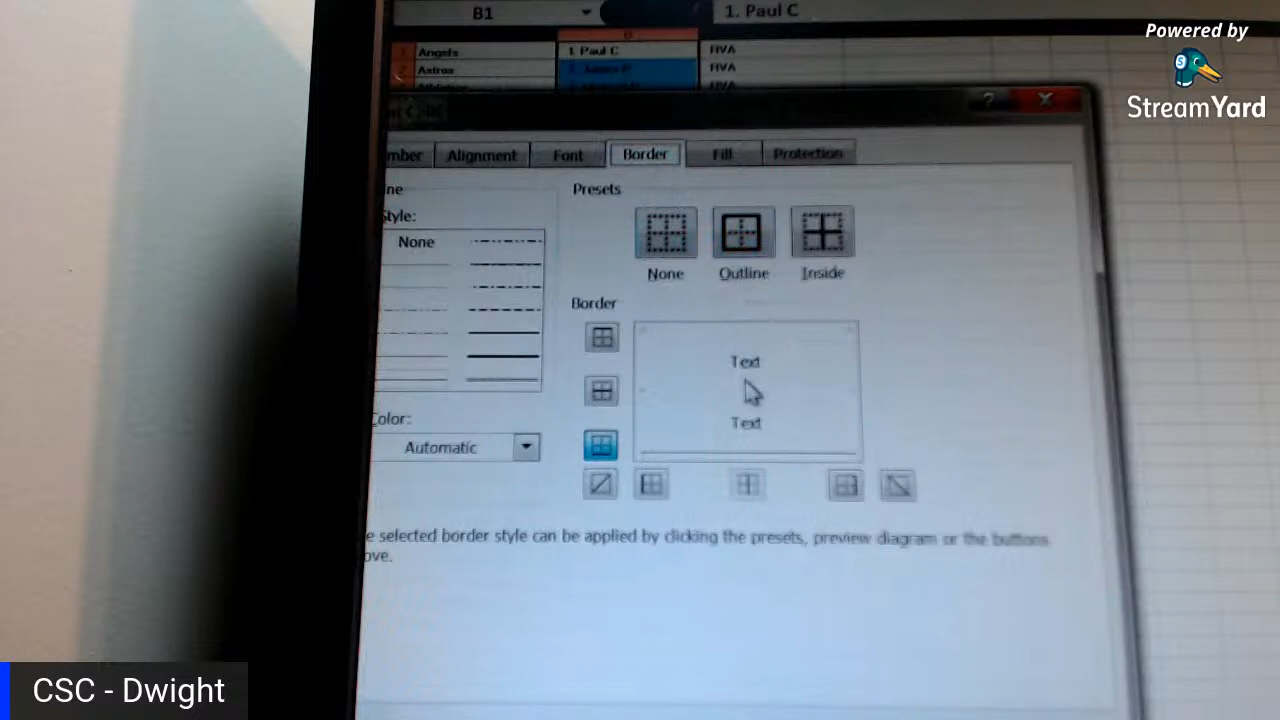 B1
1. Paul C
Powered by
StreamYard
Angels
1. Paul C
RVA
Astros
James P
RVA
Alignment
Font
Border
Fill
Protection
Presets
Style:
None
None
Outline
Inside
Border
Text
Text
Color:
Automatic
selected border style can be applied by clicking the presets, preview diagram or the buttons
CSC - Dwight